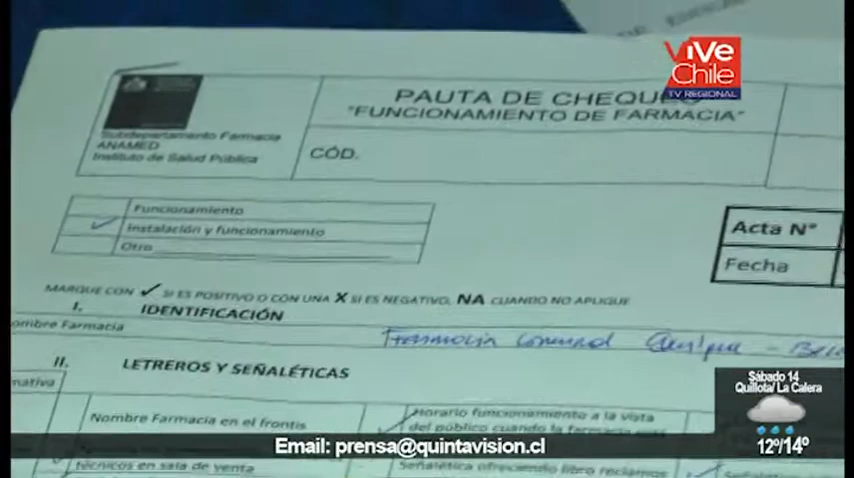 ViVe
Chile
TV REGIONAL
PAUTA DE CHEQUEO
"FUNCIONAMIENTO DE FARMACIA"
Subdepartamento Farmacia
ANAMED
Instituto de Salud Pública
CÓD.
Funcionamiento
Instalación y funcionamiento
Otro
Acta N°
Fecha
MARQUE CON ✓ SI ES POSITIVO O CON UNA X SI ES NEGATIVO, NA CUANDO NO APLIQUE
I. IDENTIFICACIÓN
ombre Farmacia Farmacia Comunal
II. LETREROS Y SEÑALÉTICAS
mativa
Nombre Farmacia en el frontis
Horario funcionamiento a la vista
del público cuando la farmacia
técnicos en sala de venta
Señalética ofreciendo libro reclamos
Sábado 14
Quillota/ La Calera
12º/14º
Email: prensa@quintavision.cl